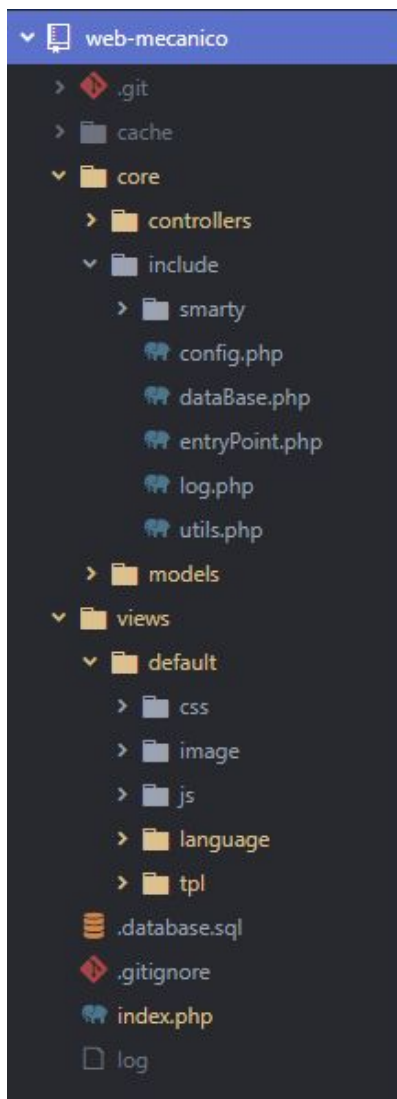 web-mecanico
.git
cache
core
controllers
include
smarty
config.php
dataBase.php
entryPoint.php
log.php
utils.php
models
views
default
css
image
js
language
tpl
.database.sql
.gitignore
index.php
log